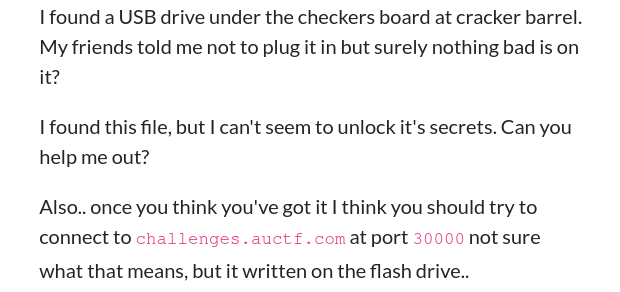 I found a USB drive under the checkers board at cracker barrel.
My friends told me not to plug it in but surely nothing bad is on
it?
I found this file, but I can't seem to unlock it's secrets. Can you
help me out?
Also.. once you think you've got it I think you should try to
connect to challenges.auctf.com at port 30000 not sure
what that means, but it written on the flash drive..